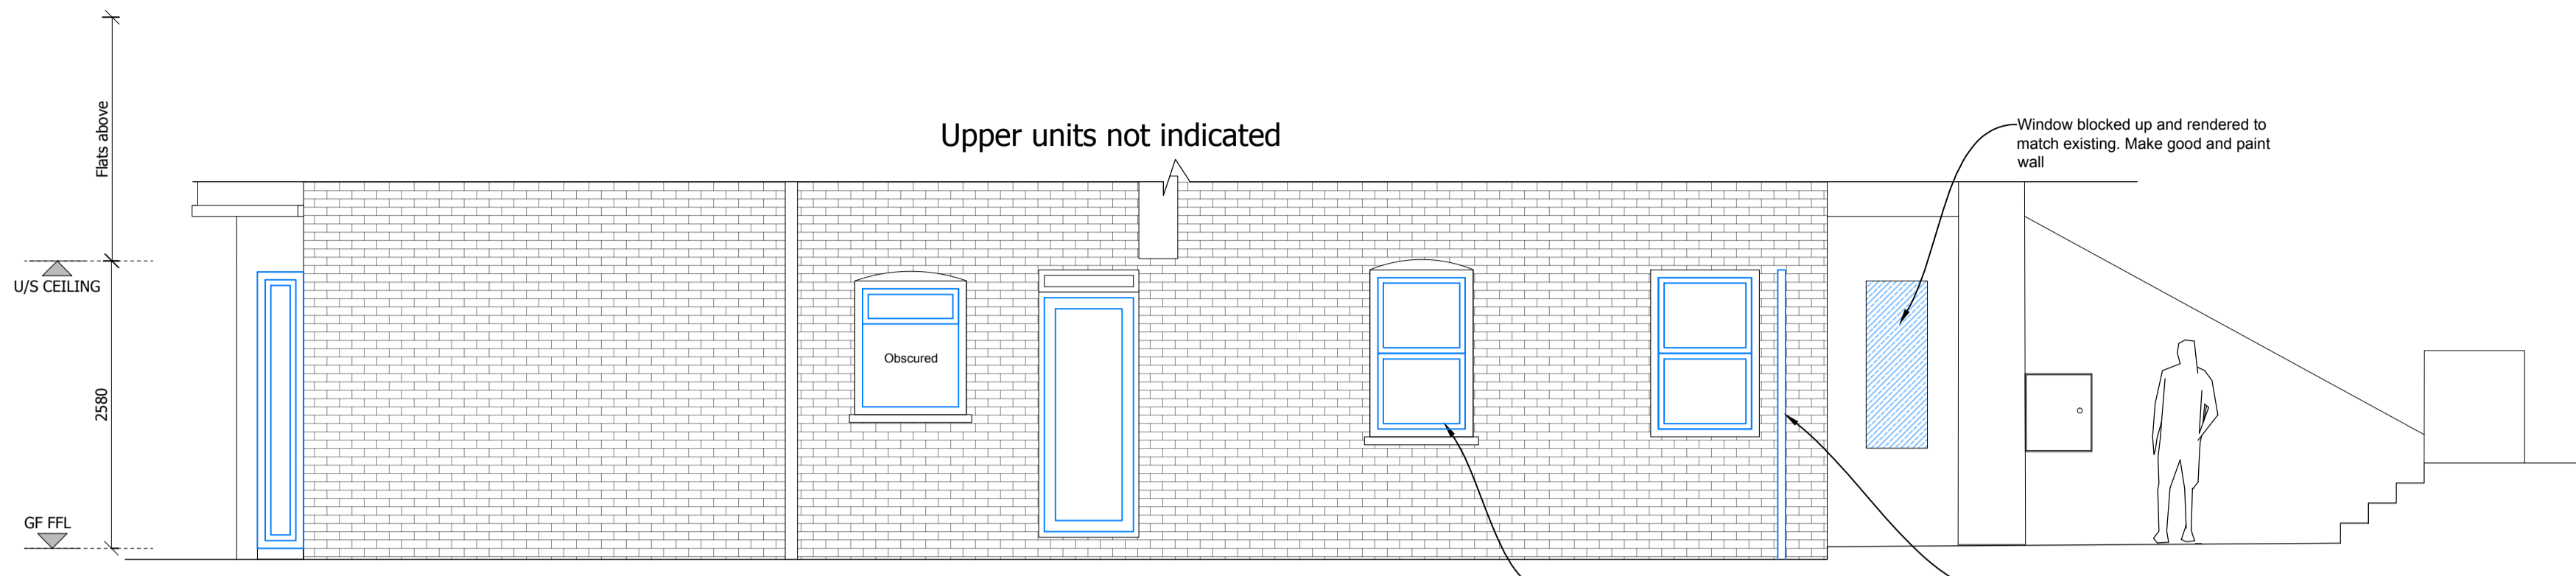 Flats above
Upper units not indicated
Window blocked up and rendered to
match existing. Make good and paint
wall
U/S CEILING
Obscured
2580
GF FFL